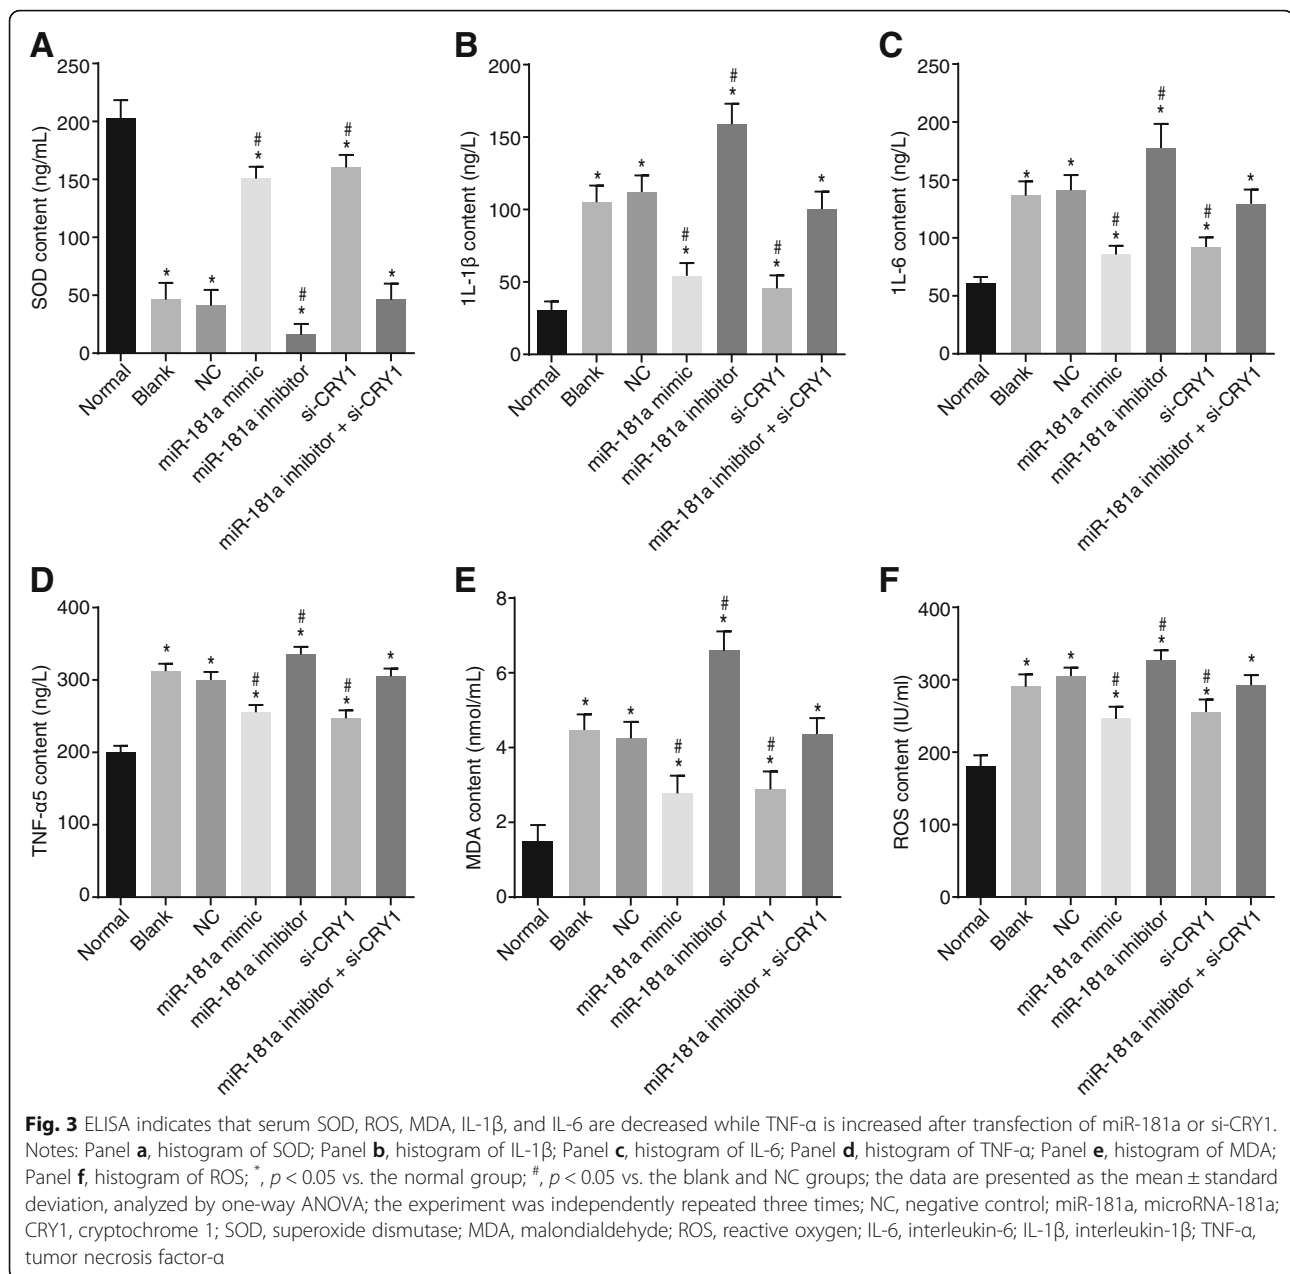 A
SOD content (ng/mL)
250
200
150
100
50
0
Normal
Blank
NC
miR-181a mimic
miR-181a inhibitor
si-CRY1
miR-181a inhibitor + si-CRY1
*
*
#
*
#
*
#
*
*
B
1L-1β content (ng/L)
200
150
100
50
0
Normal
Blank
NC
miR-181a mimic
miR-181a inhibitor
si-CRY1
miR-181a inhibitor + si-CRY1
*
*
#
*
#
*
#
*
*
C
1L-6 content (ng/L)
250
200
150
100
50
0
Normal
Blank
NC
miR-181a mimic
miR-181a inhibitor
si-CRY1
miR-181a inhibitor + si-CRY1
*
*
#
*
#
*
#
*
*
D
TNF-α5 content (ng/L)
400
300
200
100
0
Normal
Blank
NC
miR-181a mimic
miR-181a inhibitor
si-CRY1
miR-181a inhibitor + si-CRY1
*
*
#
*
#
*
#
*
*
E
MDA content (nmol/mL)
8
6
4
2
0
Normal
Blank
NC
miR-181a mimic
miR-181a inhibitor
si-CRY1
miR-181a inhibitor + si-CRY1
*
*
#
*
#
*
#
*
*
F
ROS content (IU/ml)
400
300
200
100
0
Normal
Blank
NC
miR-181a mimic
miR-181a inhibitor
si-CRY1
miR-181a inhibitor + si-CRY1
*
*
#
*
#
*
#
*
*
Fig. 3 ELISA indicates that serum SOD, ROS, MDA, IL-1β, and IL-6 are decreased while TNF-α is increased after transfection of miR-181a or si-CRY1.
Notes: Panel a, histogram of SOD; Panel b, histogram of IL-1β; Panel c, histogram of IL-6; Panel d, histogram of TNF-α; Panel e, histogram of MDA;
Panel f, histogram of ROS; *, p < 0.05 vs. the normal group; #, p < 0.05 vs. the blank and NC groups; the data are presented as the mean ± standard
deviation, analyzed by one-way ANOVA; the experiment was independently repeated three times; NC, negative control; miR-181a, microRNA-181a;
CRY1, cryptochrome 1; SOD, superoxide dismutase; MDA, malondialdehyde; ROS, reactive oxygen; IL-6, interleukin-6; IL-1β, interleukin-1β; TNF-α,
tumor necrosis factor-α